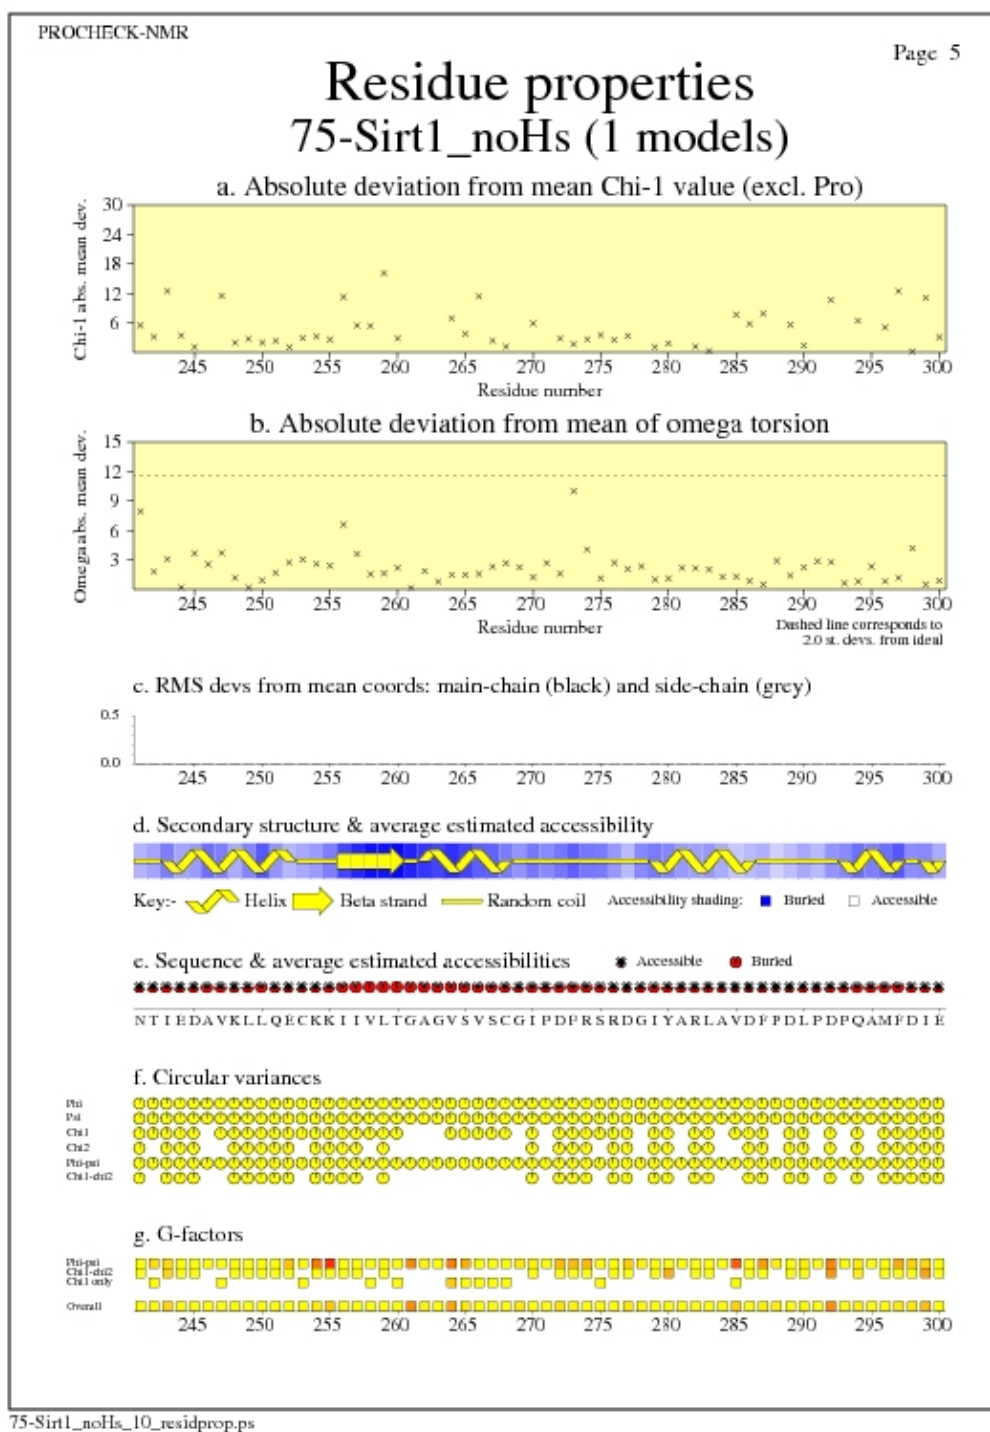 PROCHECK-NMR
Page 5
Residue properties
75-Sirt1_noHs (1 models)
a. Absolute deviation from mean Chi-1 value (excl. Pro)
Chi-1 abs. mean dev.
30
24
18
12
6
245 250 255 260 265 270 275 280 285 290 295 300
Residue number
b. Absolute deviation from mean of omega torsion
Omega abs. mean dev.
15
12
9
6
3
245 250 255 260 265 270 275 280 285 290 295 300
Residue number
Dashed line corresponds to
2.0 st. devs. from ideal
c. RMS devs from mean coords: main-chain (black) and side-chain (grey)
0.5
0.0
245 250 255 260 265 270 275 280 285 290 295 300
d. Secondary structure & average estimated accessibility
Key:- Helix Beta strand Random coil Accessibility shading: Buried Accessible
e. Sequence & average estimated accessibilities Accessible Buried
N T I E D A V K L L Q E C K K I I V L T G A G V S V S C G I P D F R S R D G I Y A R L A V D F P D L P D P Q A M F D I E
f. Circular variances
Phi
Psi
Chi1
Chi2
Phi-psi
Chi1-chi2
g. G-factors
Phi-psi
Chi1-chi2
Chi1 only
Overall
245 250 255 260 265 270 275 280 285 290 295 300
75-Sirt1_noHs_10_residprop.ps